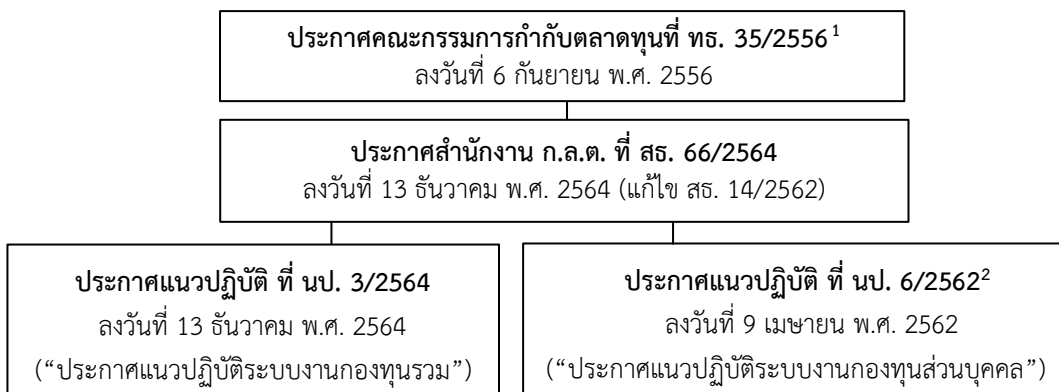 ประกาศคณะกรรมการกำกับตลาดทุนที่ ทธ. 35/2556¹
ลงวันที่ 6 กันยายน พ.ศ. 2556
ประกาศสำนักงาน ก.ล.ต. ที่ สธ. 66/2564
ลงวันที่ 13 ธันวาคม พ.ศ. 2564 (แก้ไข สธ. 14/2562)
ประกาศแนวปฏิบัติ ที่ นป. 3/2564
ลงวันที่ 13 ธันวาคม พ.ศ. 2564
(“ประกาศแนวปฏิบัติระบบงานกองทุนรวม”)
ประกาศแนวปฏิบัติ ที่ นป. 6/2562²
ลงวันที่ 9 เมษายน พ.ศ. 2562
(“ประกาศแนวปฏิบัติระบบงานกองทุนส่วนบุคคล”)